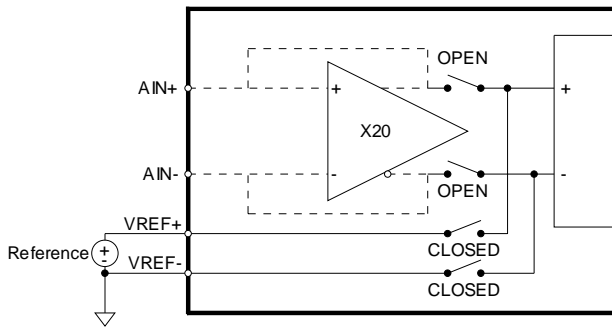 OPEN
AIN+
+
+
X20
AIN-
-
-
OPEN
VREF+
Reference
+
-
CLOSED
VREF-
CLOSED